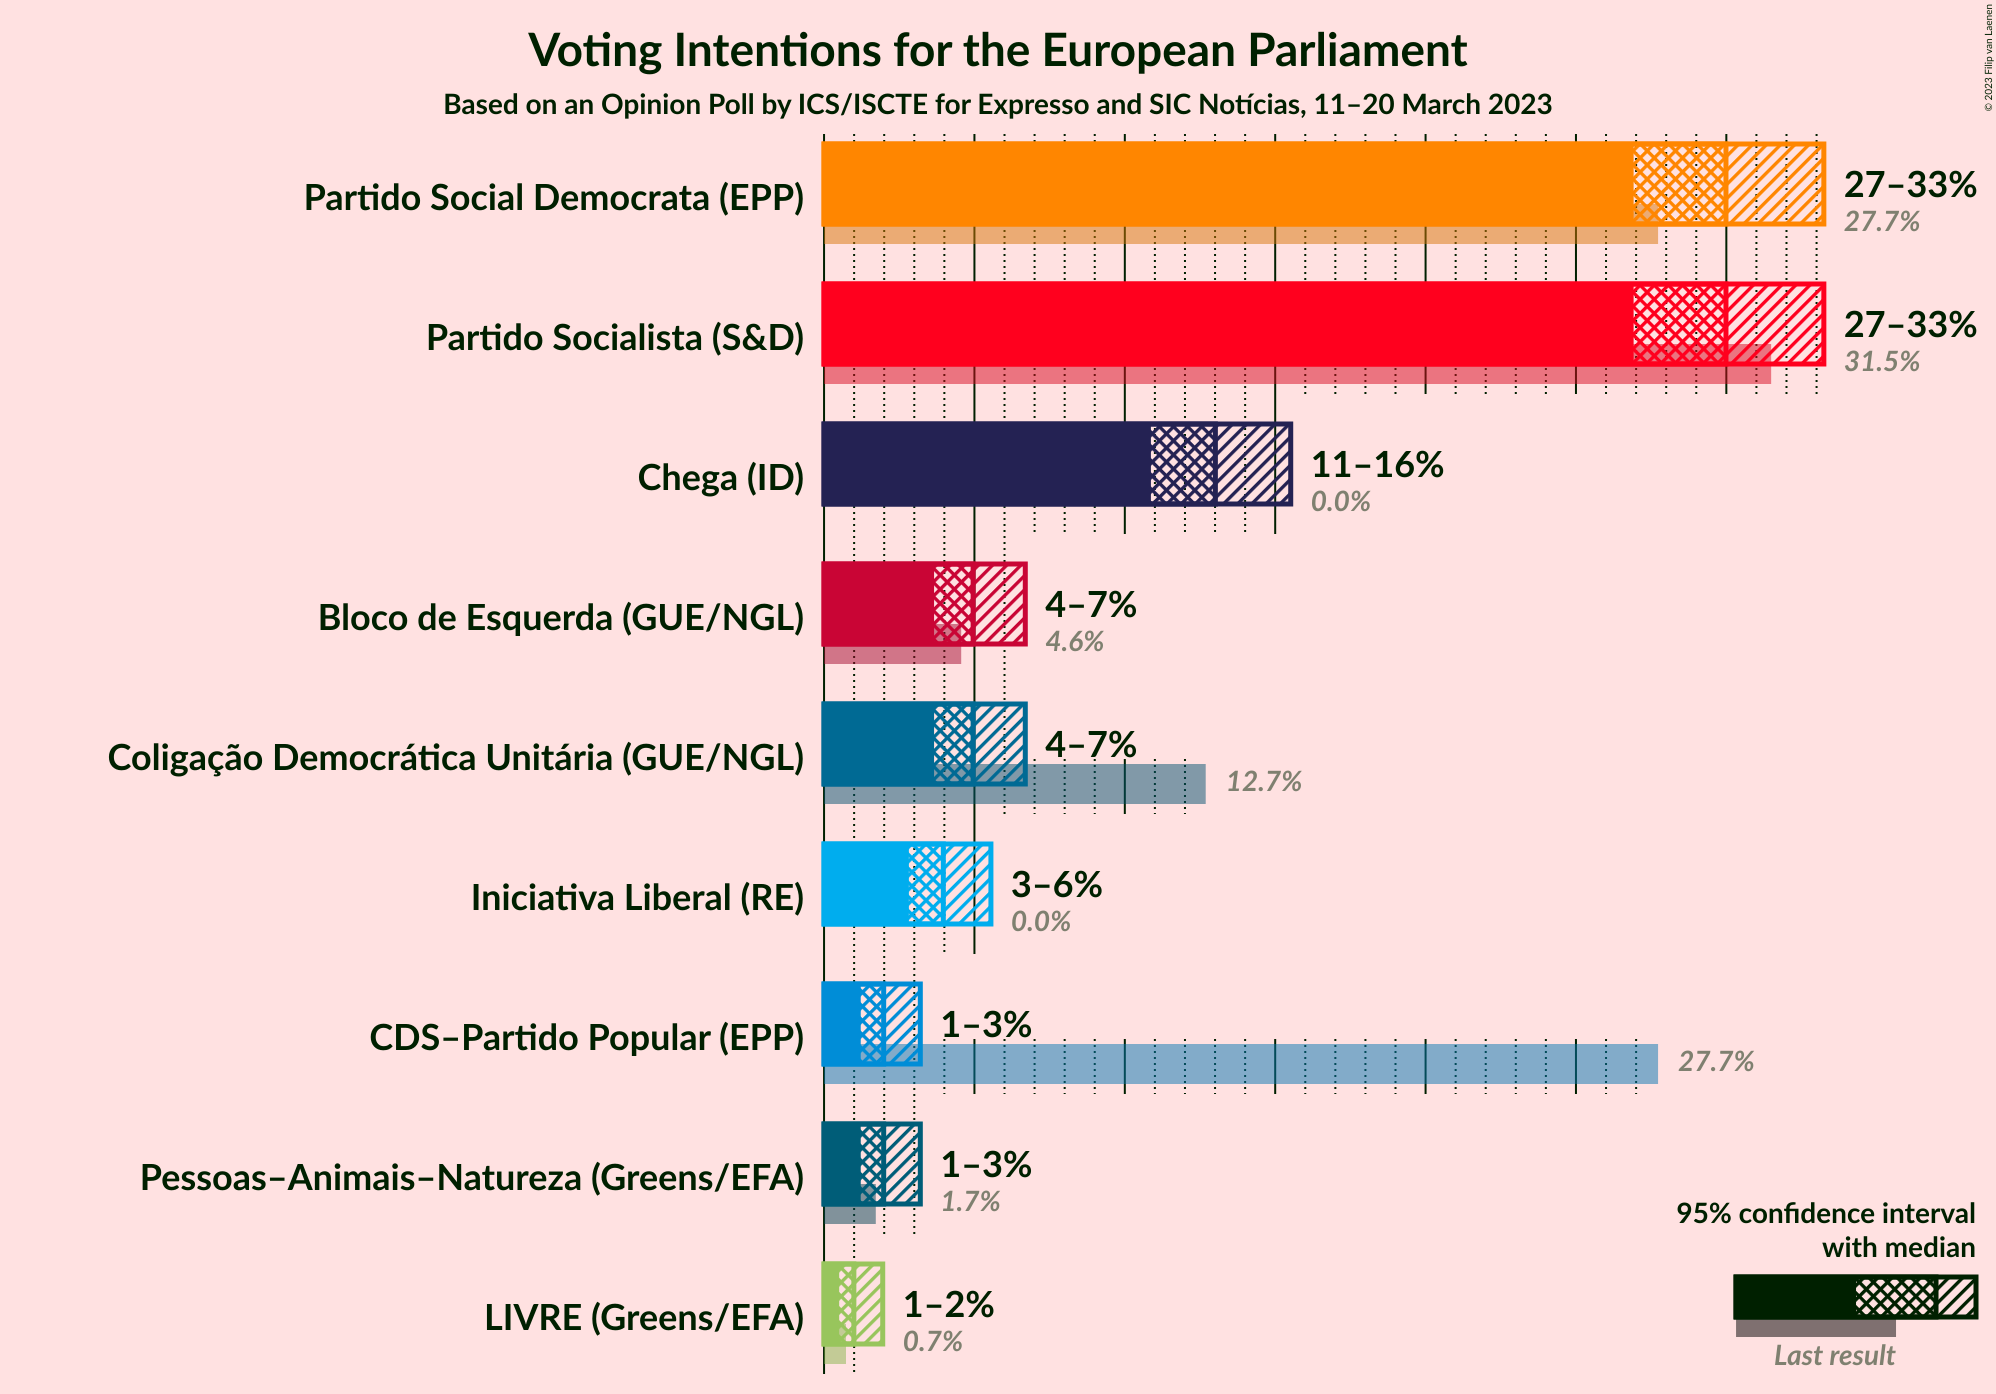 Voting Intentions for the European Parliament
Based on an Opinion Poll by ICS/ISCTE for Expresso and SIC Notícias, 11–20 March 2023
© 2023 Filip van Laenen
Partido Social Democrata (EPP)
27–33%
27.7%
Partido Socialista (S&D)
27–33%
31.5%
Chega (ID)
11–16%
0.0%
Bloco de Esquerda (GUE/NGL)
4–7%
4.6%
Coligação Democrática Unitária (GUE/NGL)
4–7%
12.7%
Iniciativa Liberal (RE)
3–6%
0.0%
CDS–Partido Popular (EPP)
1–3%
27.7%
Pessoas–Animais–Natureza (Greens/EFA)
1–3%
1.7%
LIVRE (Greens/EFA)
1–2%
0.7%
95% confidence interval
with median
Last result